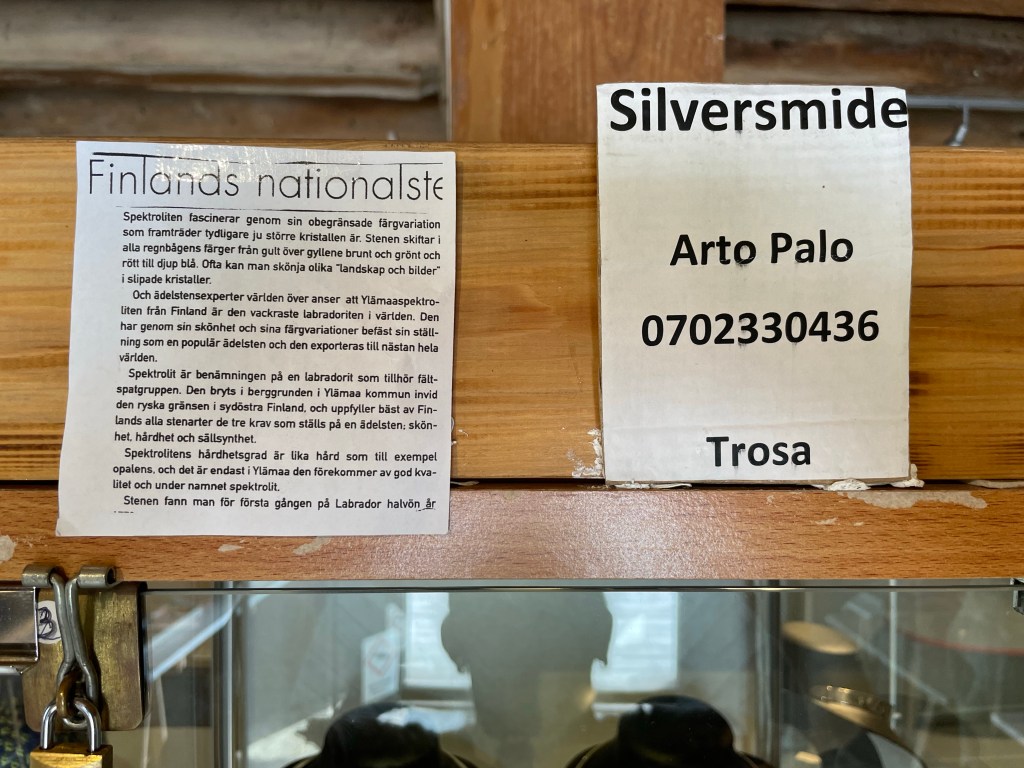 Finlands nationalste
Spektroliten fascinerar genom sin obegränsade färgvariation
som framträder tydligare ju större kristallen är. Stenen skiftar i
alla regnbågens färger från gult över gyllene brunt och grönt och
rött till djup blå. Ofta kan man skönja olika "landskap och bilder"
i slipade kristaller.
Och ädelstensexperter världen över anser att Ylämaaspektro-
liten från Finland är den vackraste labradoriten i världen. Den
har genom sin skönhet och sina färgvariationer befäst sin ställ-
ning som en populär ädelsten och den exporteras till nästan hela
världen.
Spektrolit är benämningen på en labradorit som tillhör fält-
spatgruppen. Den bryts i berggrunden i Ylämaa kommun invid
den ryska gränsen i sydöstra Finland, och uppfyller bäst av Fin-
lands alla stenarter de tre krav som ställs på en ädelsten; skön-
het, hårdhet och sällsynthet.
Spektrolitens hårdhetsgrad är lika hård som till exempel
opalens, och det är endast i Ylämaa den förekommer av god kva-
litet och under namnet spektrolit.
Stenen fann man för första gången på Labrador halvön år
Silversmide
Arto Palo
0702330436
Trosa